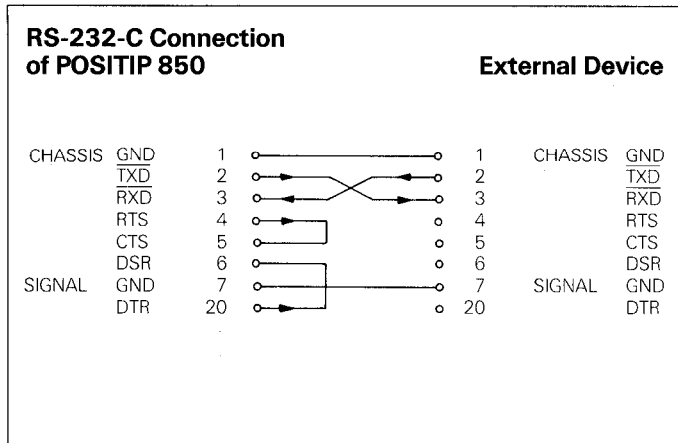 RS-232-C Connection
of POSITIP 850 External Device
CHASSIS GND 1 1 CHASSIS GND
TXD 2 2 TXD
RXD 3 3 RXD
RTS 4 4 RTS
CTS 5 5 CTS
DSR 6 6 DSR
SIGNAL GND 7 7 SIGNAL GND
DTR 20 20 DTR